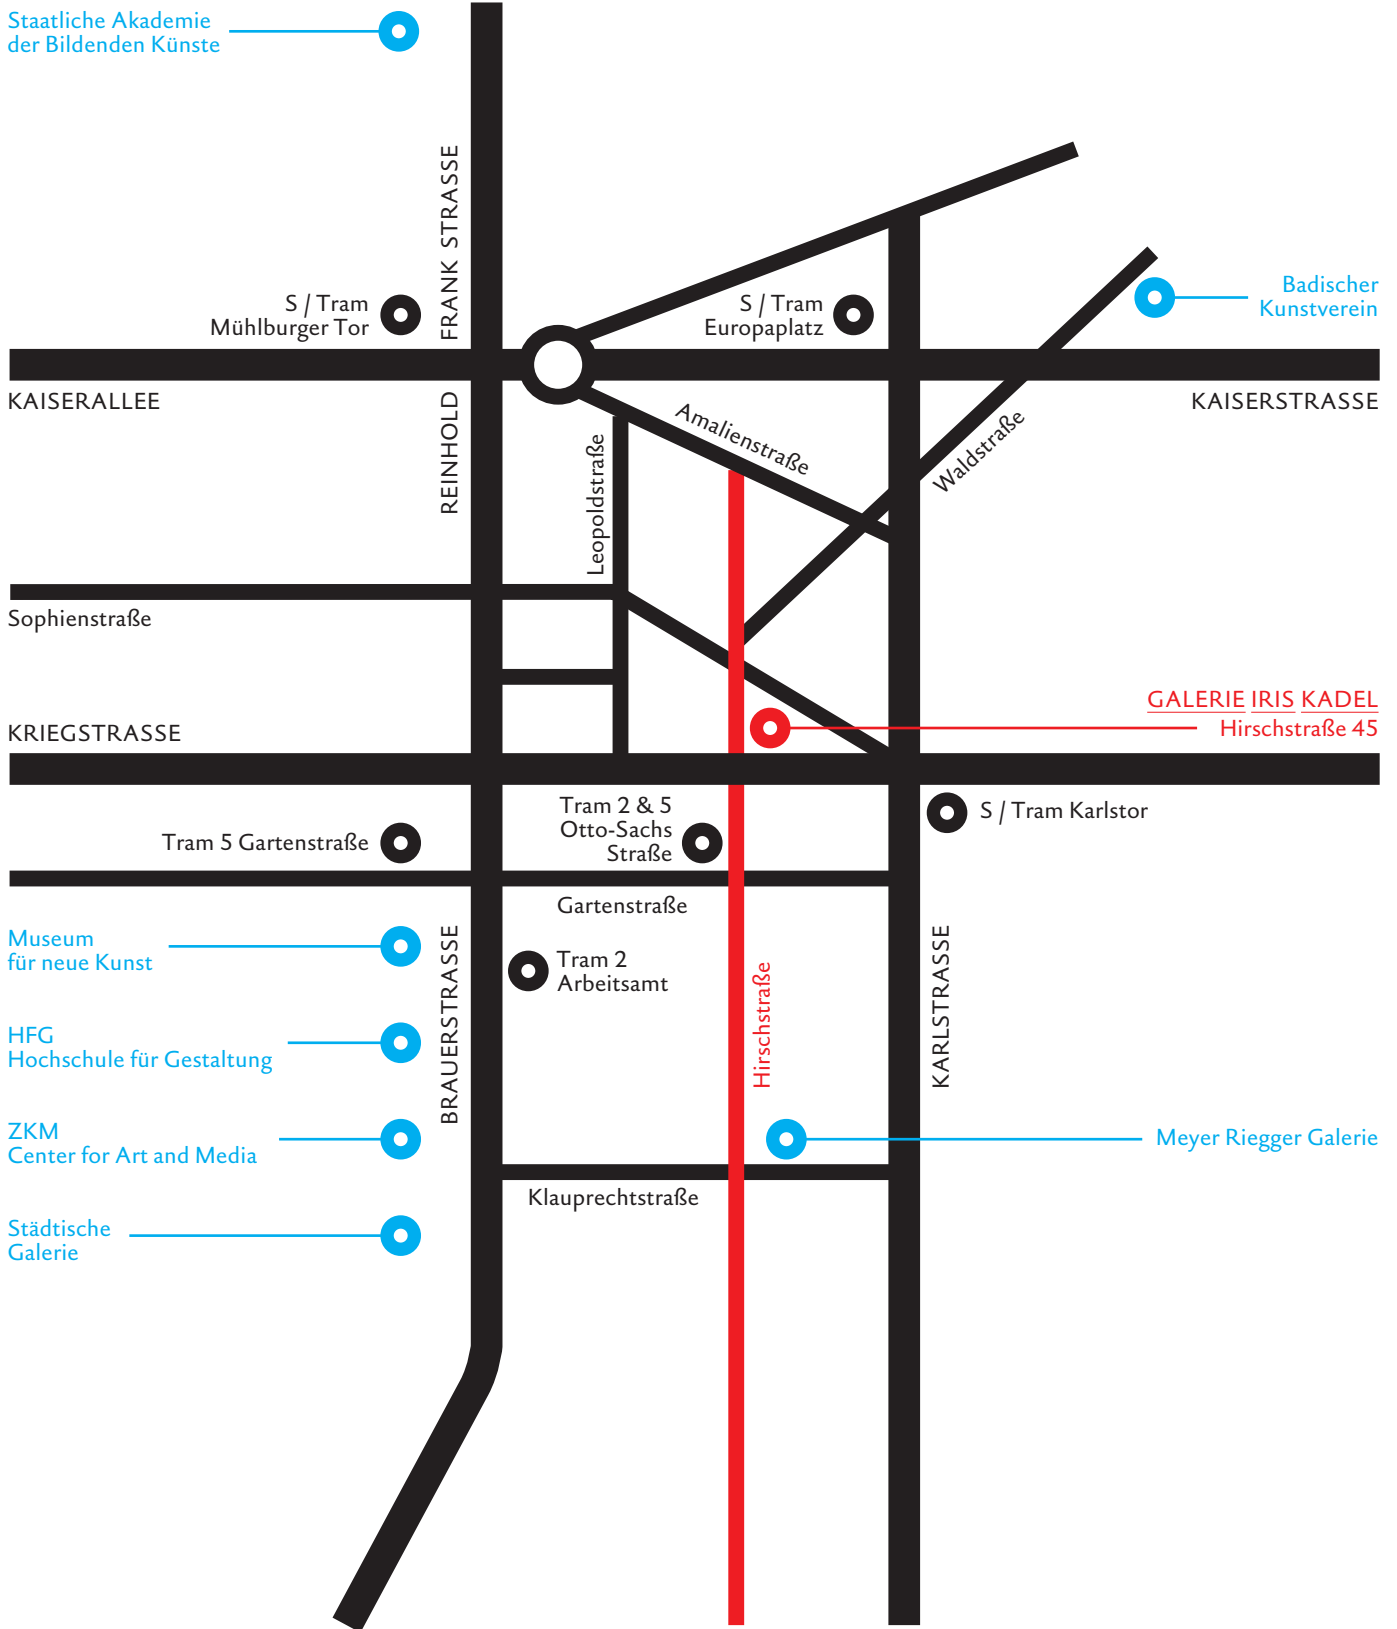 Staatliche Akademie
der Bildenden Künste
REINHOLD FRANK STRASSE
S / Tram
Mühlburger Tor
S / Tram
Europaplatz
Badischer
Kunstverein
KAISERALLEE
KAISERSTRASSE
Amalienstraße
Waldstraße
Leopoldstraße
Sophienstraße
GALERIE IRIS KADEL
Hirschstraße 45
KRIEGSTRASSE
Tram 2 & 5
Otto-Sachs
Straße
S / Tram Karlstor
Tram 5 Gartenstraße
Gartenstraße
Museum
für neue Kunst
BRAUERSTRASSE
Tram 2
Arbeitsamt
Hirschstraße
KARLSTRASSE
HFG
Hochschule für Gestaltung
ZKM
Center for Art and Media
Meyer Riegger Galerie
Klauprechtstraße
Städtische
Galerie